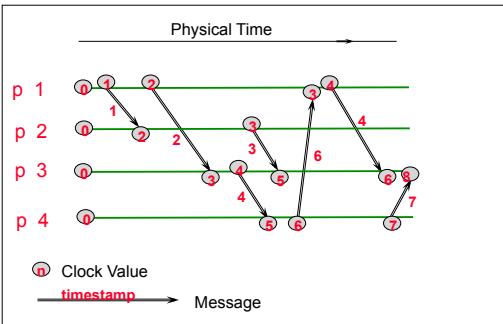 Physical Time
p 1 0 1 2 3 4
1 2 6 4
p 2 0 2 3
3
p 3 0 3 4 5 6 8
4 7
p 4 0 5 6 7
n Clock Value
timestamp
Message